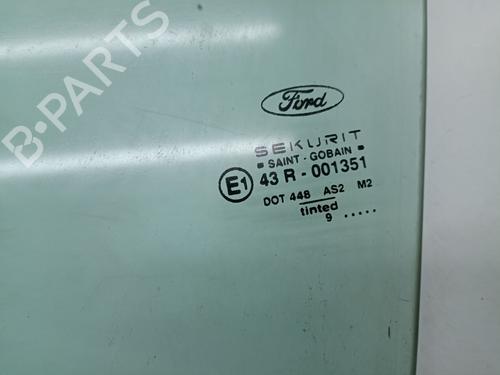 B-PARTS
Ford
SEKURIT
▪ SAINT - GOBAIN ▪
E1 43 R - 001351
DOT 448 AS2 M2
tinted
9 .....